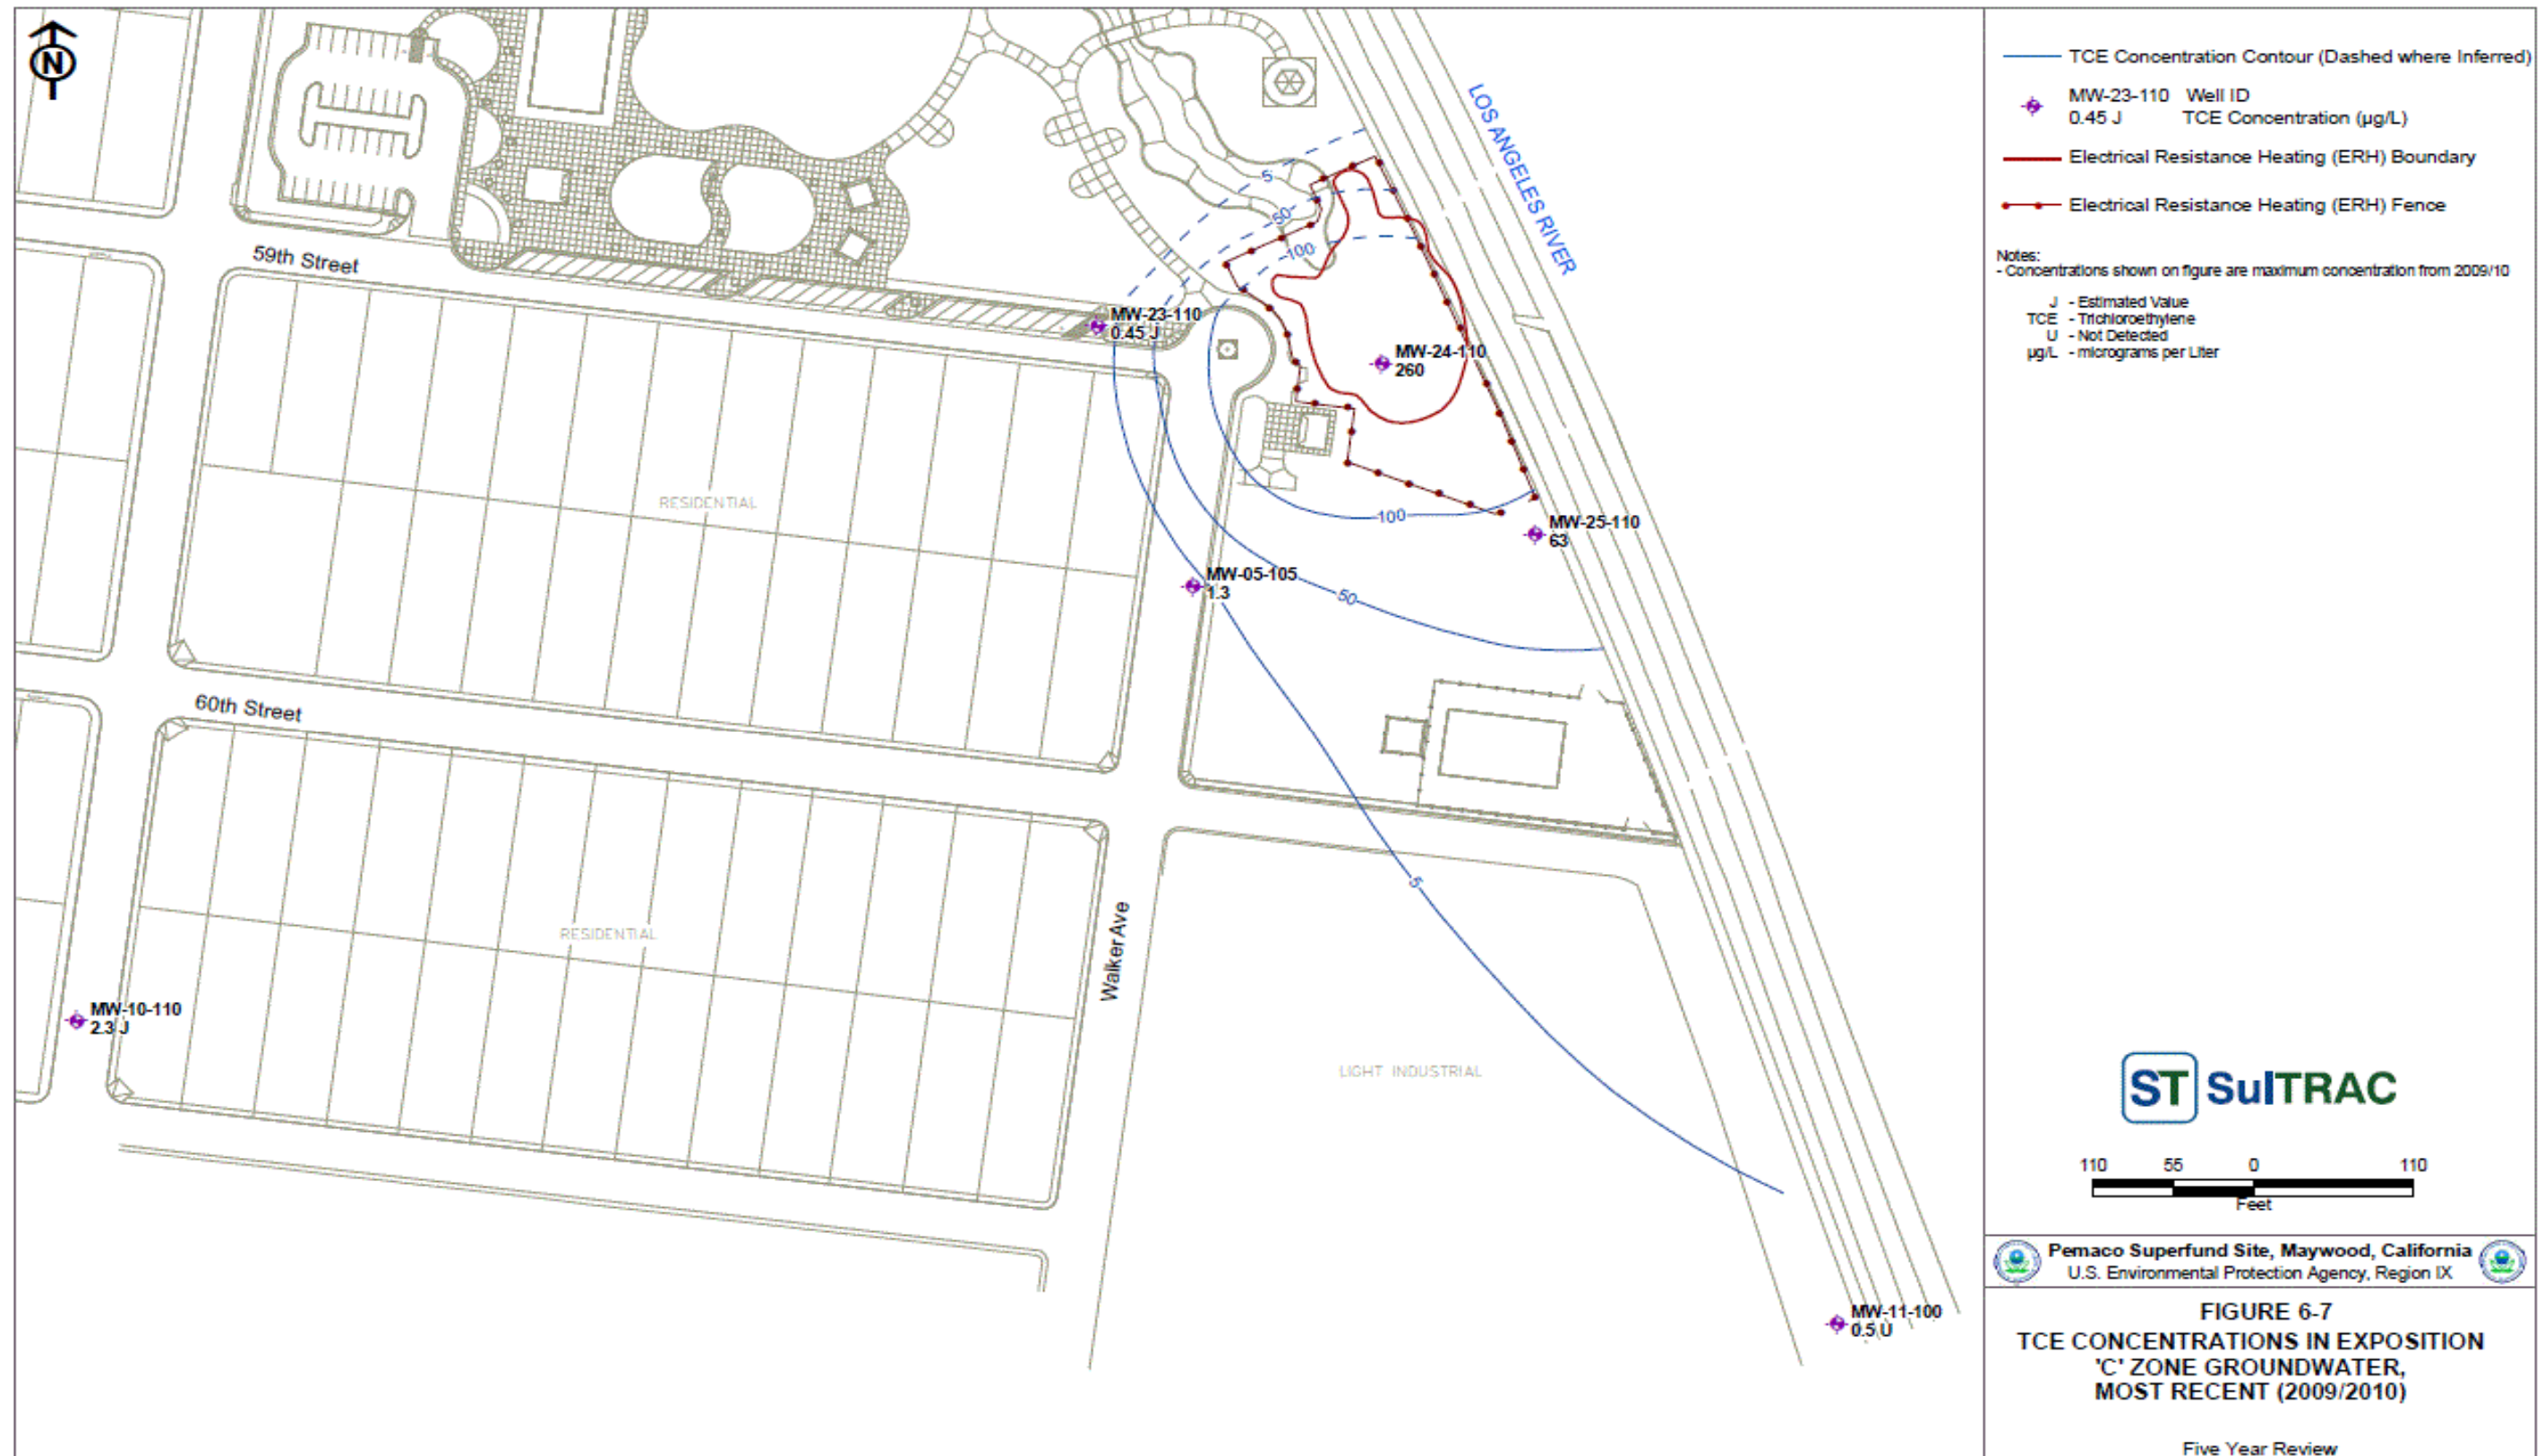 N
59th Street
60th Street
Walker Ave
LOS ANGELES RIVER
RESIDENTIAL
RESIDENTIAL
LIGHT INDUSTRIAL
5
50
100
100
50
5
MW-23-110
0.45 J
MW-24-110
260
MW-25-110
63
MW-05-105
1.3
MW-10-110
2.3 J
MW-11-100
0.5 U
TCE Concentration Contour (Dashed where Inferred)
MW-23-110 Well ID
0.45 J TCE Concentration (µg/L)
Electrical Resistance Heating (ERH) Boundary
Electrical Resistance Heating (ERH) Fence
Notes:
- Concentrations shown on figure are maximum concentration from 2009/10
J - Estimated Value
TCE - Trichloroethylene
U - Not Detected
µg/L - micrograms per Liter
ST SulTRAC
110 55 0 110
Feet
Pemaco Superfund Site, Maywood, California
U.S. Environmental Protection Agency, Region IX
FIGURE 6-7
TCE CONCENTRATIONS IN EXPOSITION
'C' ZONE GROUNDWATER,
MOST RECENT (2009/2010)
Five Year Review